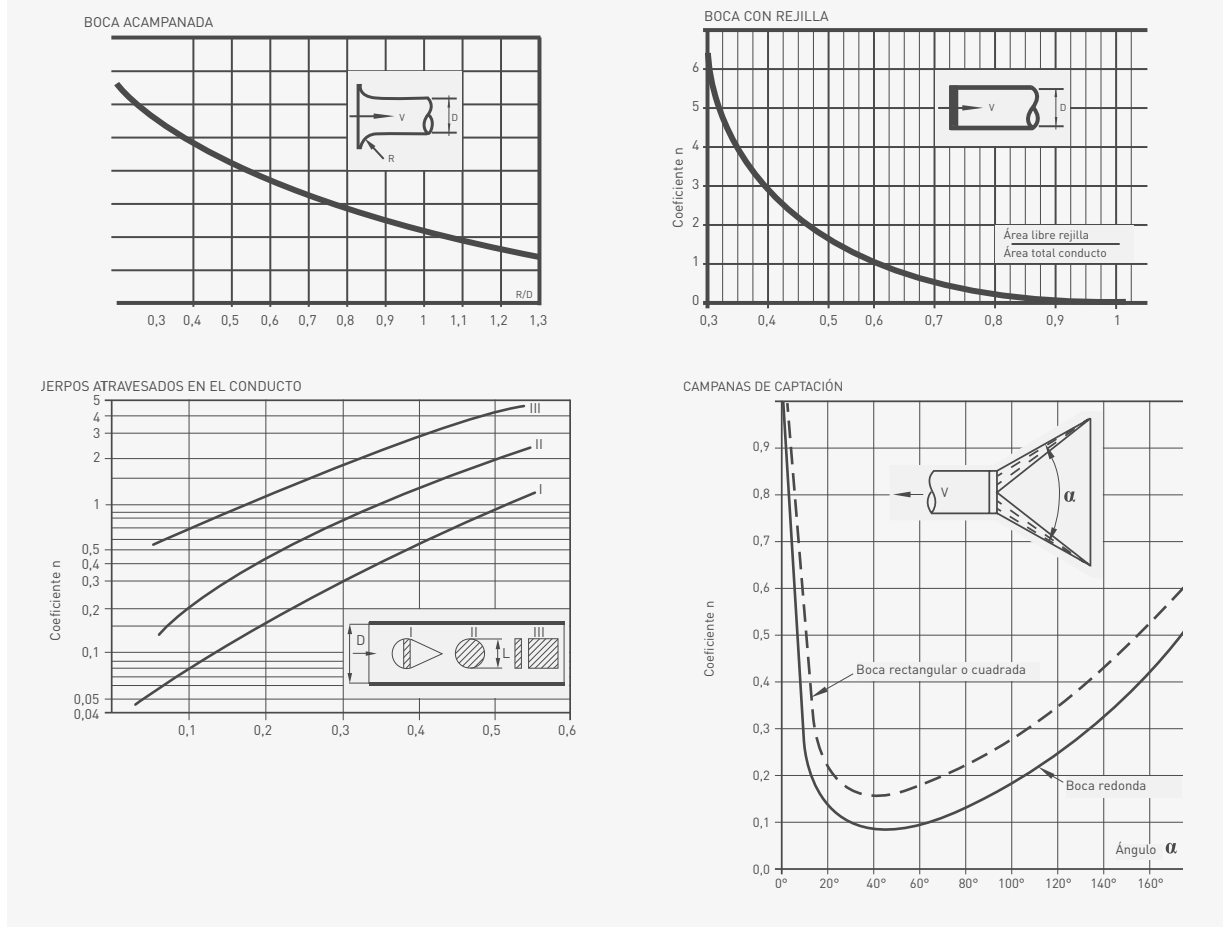 BOCA ACAMPANADA
V
D
R
R/D
0,3 0,4 0,5 0,6 0,7 0,8 0,9 1 1,1 1,2 1,3
BOCA CON REJILLA
Coeficiente n
6
5
4
3
2
1
0
V
D
Área libre rejilla
Área total conducto
0,3 0,4 0,5 0,6 0,7 0,8 0,9 1
JERPOS ATRAVESADOS EN EL CONDUCTO
Coeficiente n
5
4
3
2
1
0,5
0,4
0,3
0,2
0,1
0,05
0,04
III
II
I
D
I II III
L
0,1 0,2 0,3 0,4 0,5 0,6
CAMPANAS DE CAPTACIÓN
Coeficiente n
0,9
0,8
0,7
0,6
0,5
0,4
0,3
0,2
0,1
0,0
V
α
Boca rectangular o cuadrada
Boca redonda
Ángulo α
0° 20° 40° 60° 80° 100° 120° 140° 160°